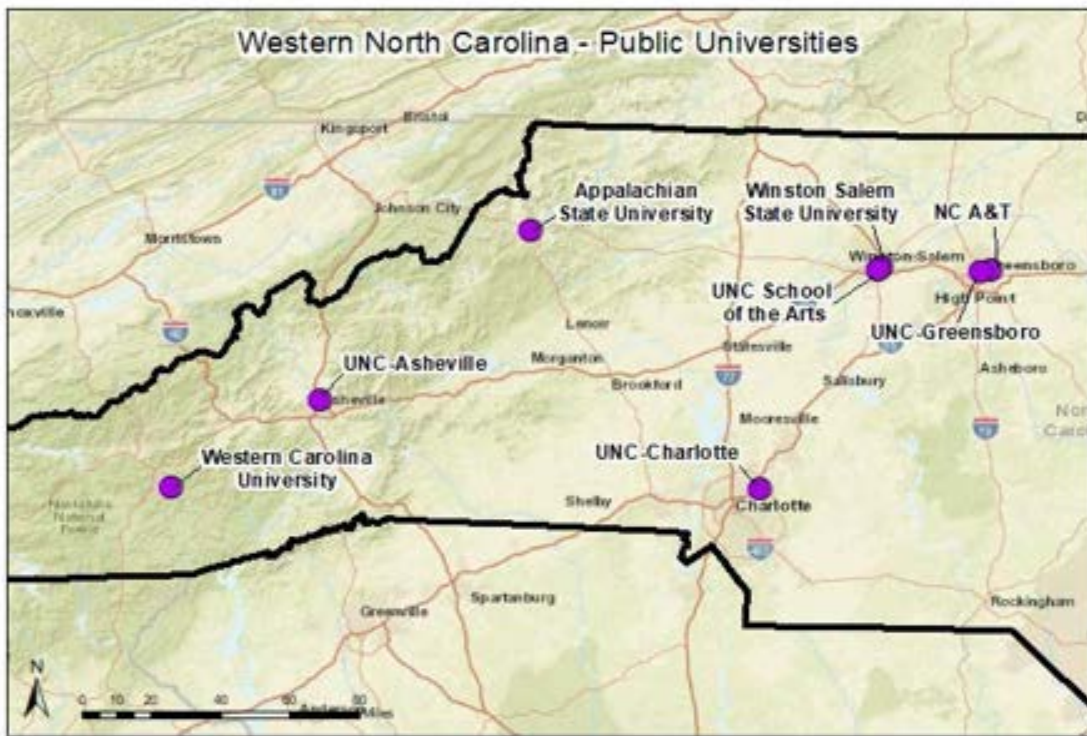 Western North Carolina - Public Universities
Bristol
Kingsport
Appalachian
State University
Winston Salem
State University
NC A&T
Johnson City
Morristown
Winston-Salem
Greensboro
UNC School
of the Arts
High Point
UNC-Greensboro
Lenoir
Statesville
UNC-Asheville
Morganton
Brookford
Salisbury
Asheboro
Asheville
Mooresville
Western Carolina
University
UNC-Charlotte
Shelby
Charlotte
National
Rockingham
Spartanburg
Greenville
N
0 10 20 40 60 80
Miles